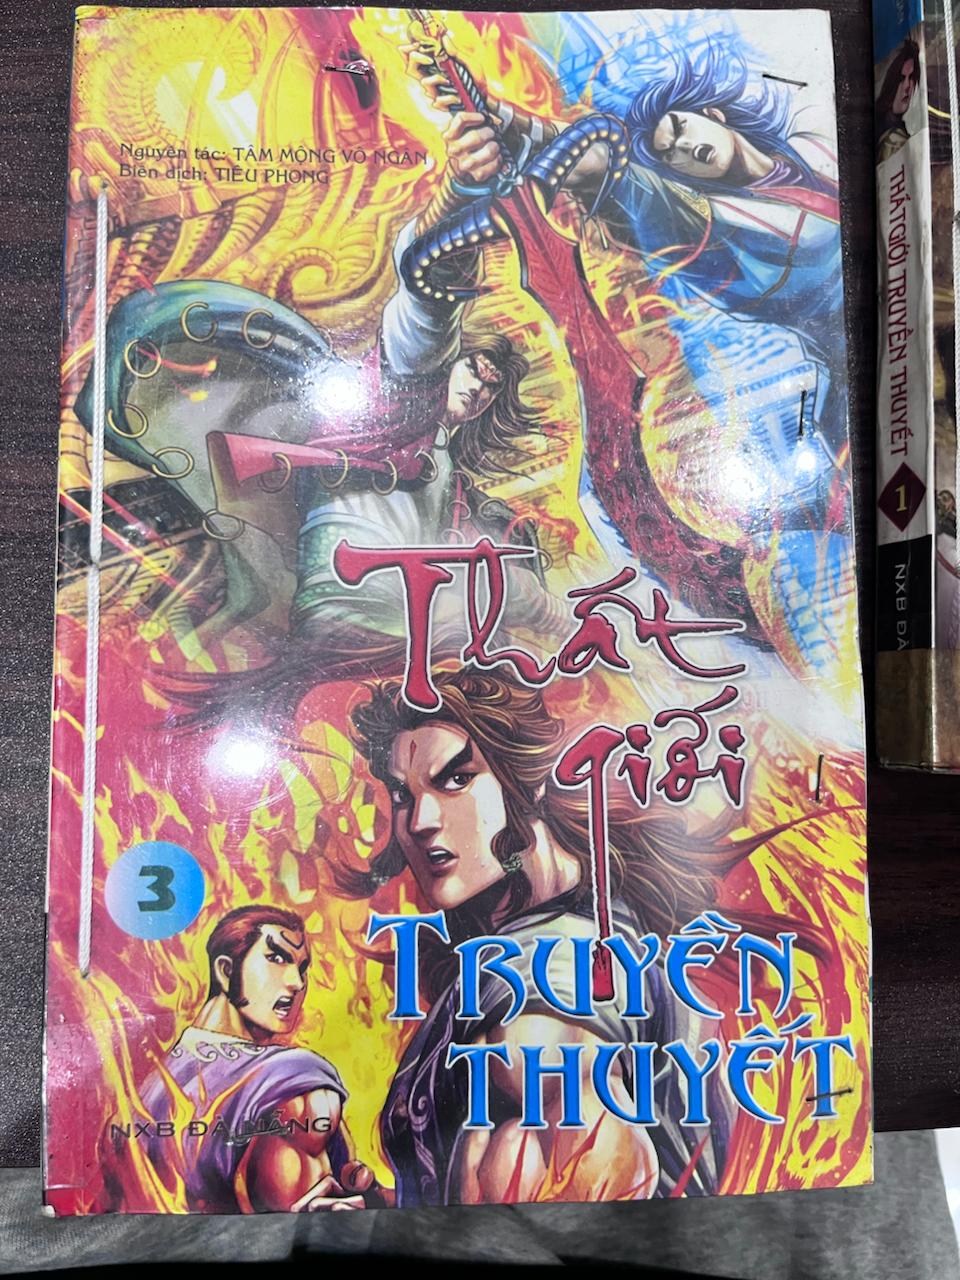 Nguyên tác: TÂM MỘNG VÔ NGÂN
Biên dịch: TIÊU PHONG
Thất
giới
TRUYỀN
THUYẾT
3
NXB ĐÀ NẴNG
THẤT GIỚI TRUYỀN THUYẾT
1
NXB ĐÀ